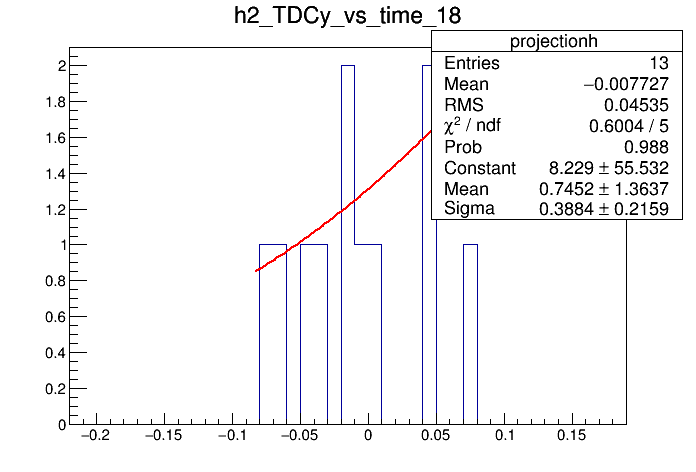 h2_TDCy_vs_time_18
projectionh
Entries 13
Mean −0.007727
RMS 0.04535
χ² / ndf 0.6004 / 5
Prob 0.988
Constant 8.229 ± 55.532
Mean 0.7452 ± 1.3637
Sigma 0.3884 ± 0.2159
2
1.8
1.6
1.4
1.2
1
0.8
0.6
0.4
0.2
0
−0.2 −0.15 −0.1 −0.05 0 0.05 0.1 0.15